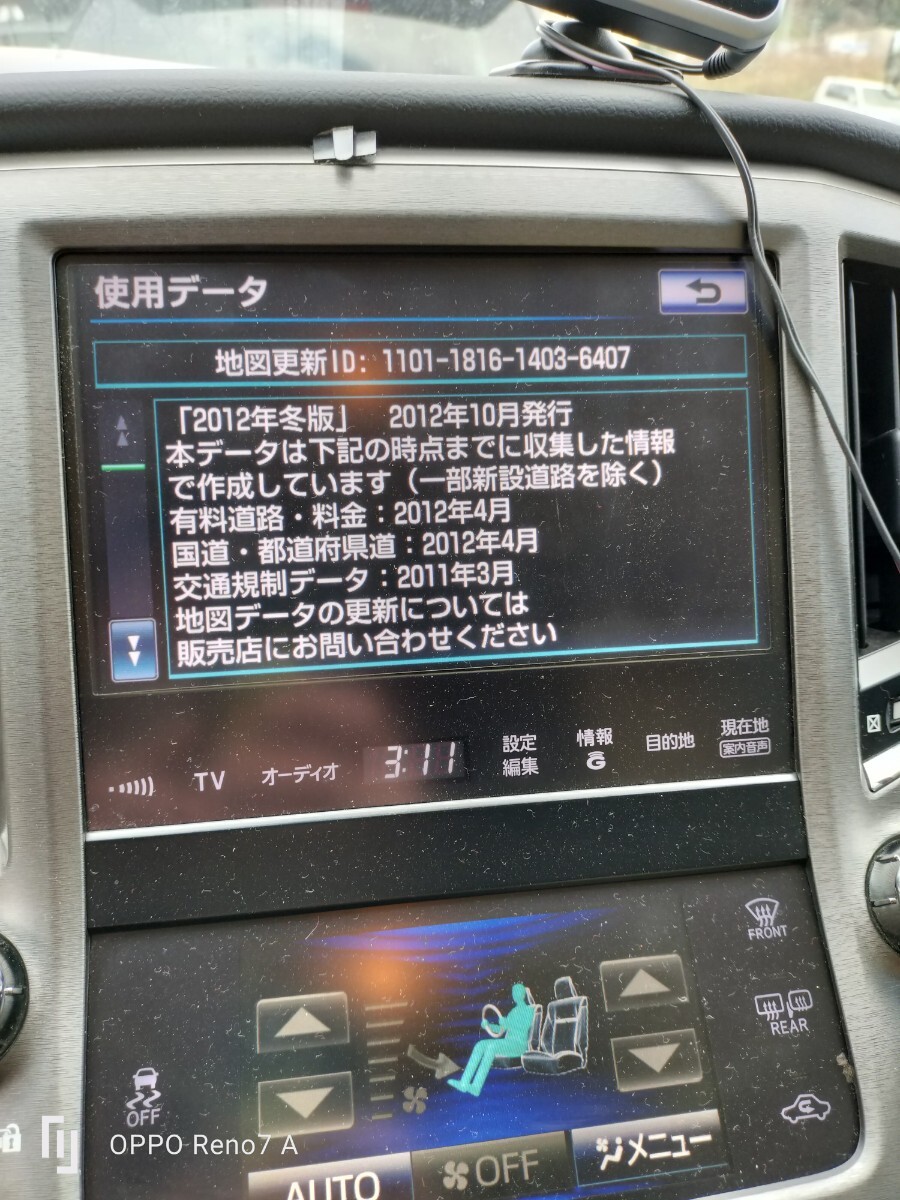 使用データ
地図更新ID: 1101-1816-1403-6407
「2012年冬版」 2012年10月発行
本データは下記の時点までに収集した情報
で作成しています（一部新設道路を除く）
有料道路・料金：2012年4月
国道・都道府県道：2012年4月
交通規制データ：2011年3月
地図データの更新については
販売店にお問い合わせください
TV
オーディオ
3:11
設定
編集
情報
G
目的地
現在地
案内音声
FRONT
REAR
OFF
AUTO
OFF
メニュー
OPPO Reno7 A